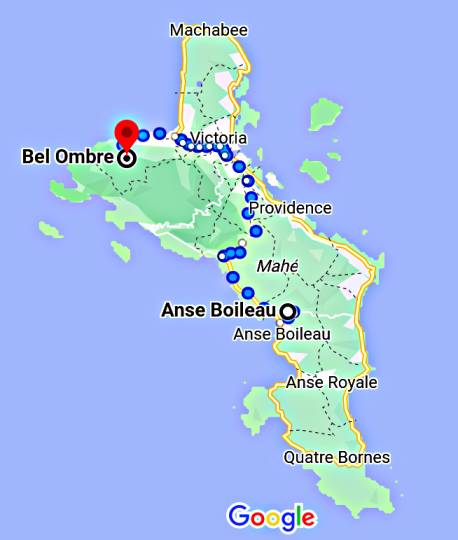 Machabee
Victoria
Bel Ombre
Providence
Mahé
Anse Boileau
Anse Boileau
Anse Royale
Quatre Bornes
Google